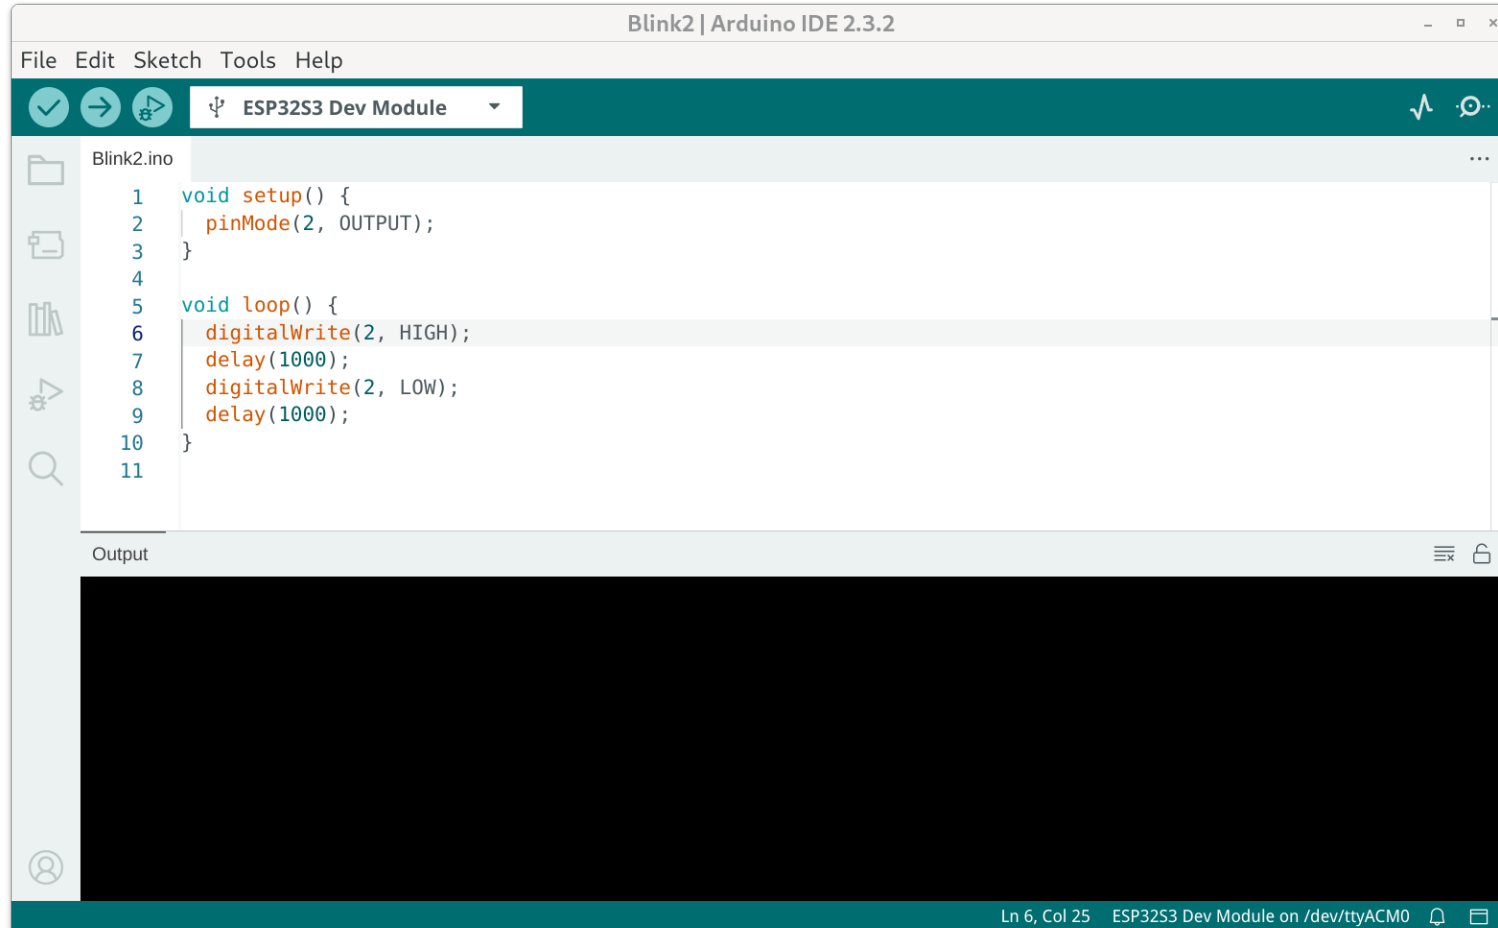 Blink2 | Arduino IDE 2.3.2
File Edit Sketch Tools Help
ESP32S3 Dev Module
Blink2.ino
1 void setup() {
2 pinMode(2, OUTPUT);
3 }
4
5 void loop() {
6 digitalWrite(2, HIGH);
7 delay(1000);
8 digitalWrite(2, LOW);
9 delay(1000);
10 }
11
Output
Ln 6, Col 25 ESP32S3 Dev Module on /dev/ttyACM0